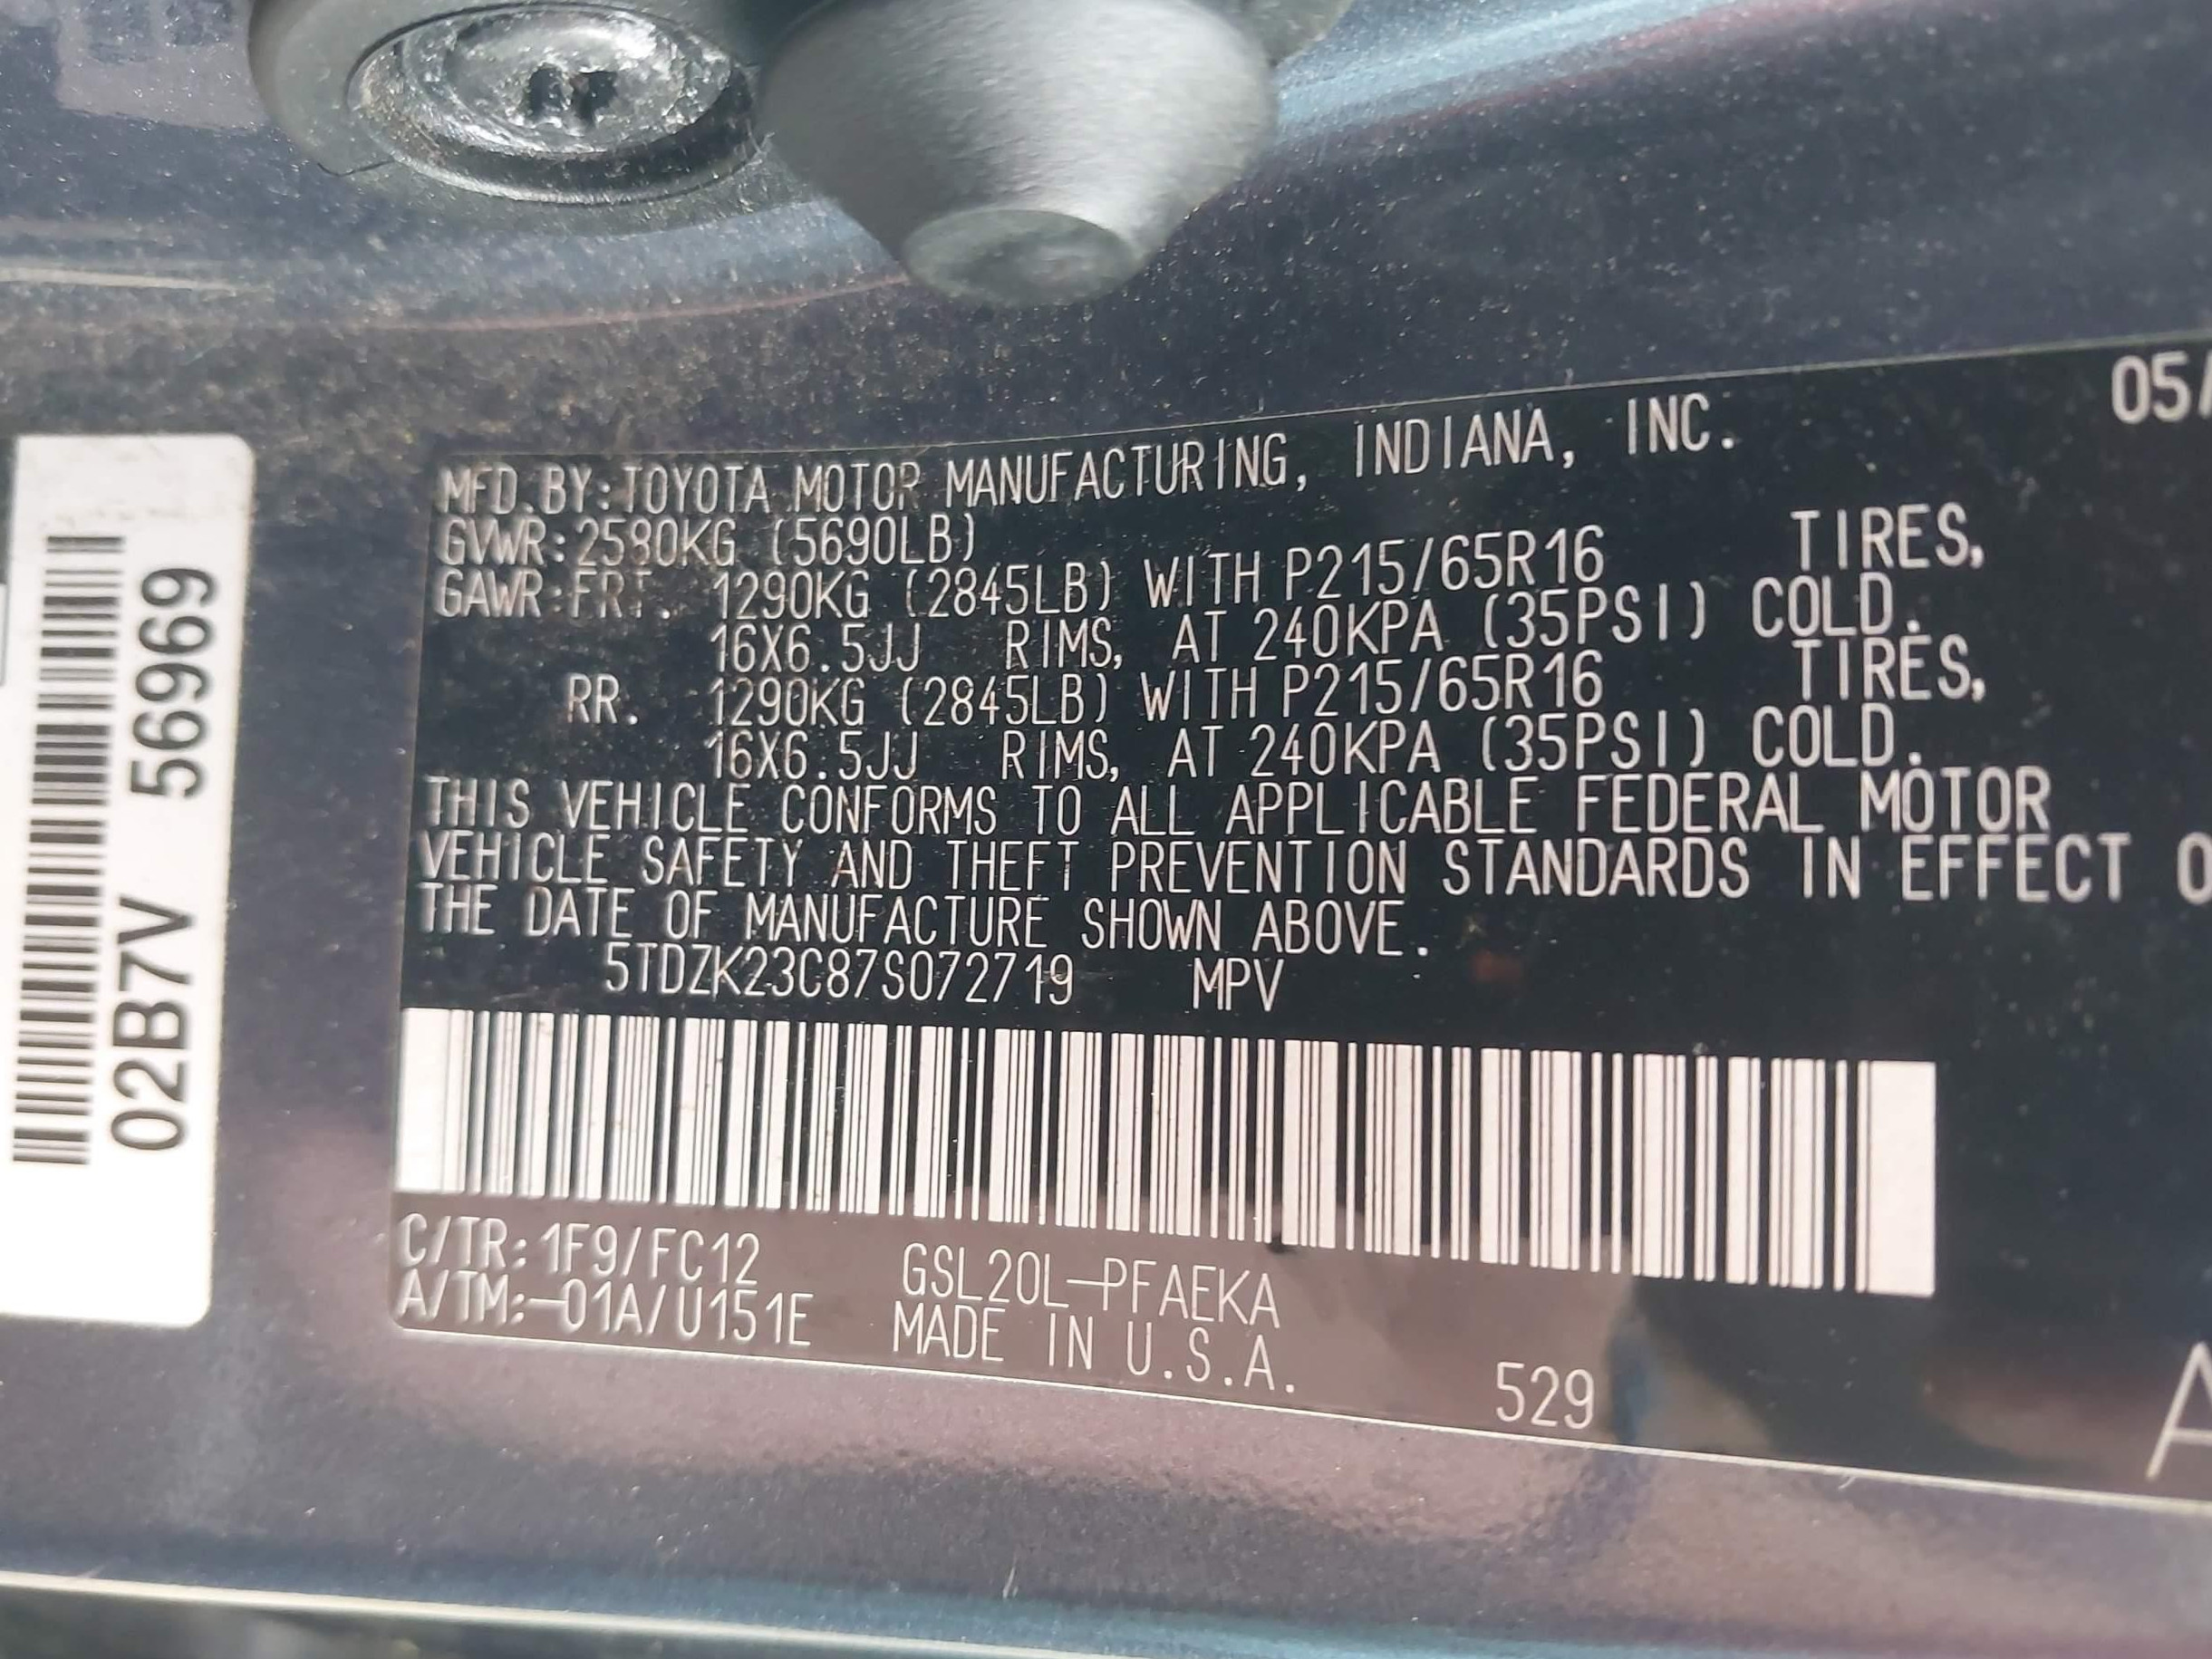 05/
MFD.BY:TOYOTA MOTOR MANUFACTURING, INDIANA, INC.
GVWR:2580KG (5690LB)
GAWR:FRT. 1290KG (2845LB) WITH P215/65R16 TIRES,
16X6.5JJ RIMS, AT 240KPA (35PSI) COLD.
RR. 1290KG (2845LB) WITH P215/65R16 TIRES,
16X6.5JJ RIMS, AT 240KPA (35PSI) COLD.
THIS VEHICLE CONFORMS TO ALL APPLICABLE FEDERAL MOTOR
VEHICLE SAFETY AND THEFT PREVENTION STANDARDS IN EFFECT O
THE DATE OF MANUFACTURE SHOWN ABOVE.
5TDZK23C87S072719 MPV
C/TR:1F9/FC12 GSL20L-PFAEKA
A/TM:-01A/U151E MADE IN U.S.A.
529
A
02B7V 56969